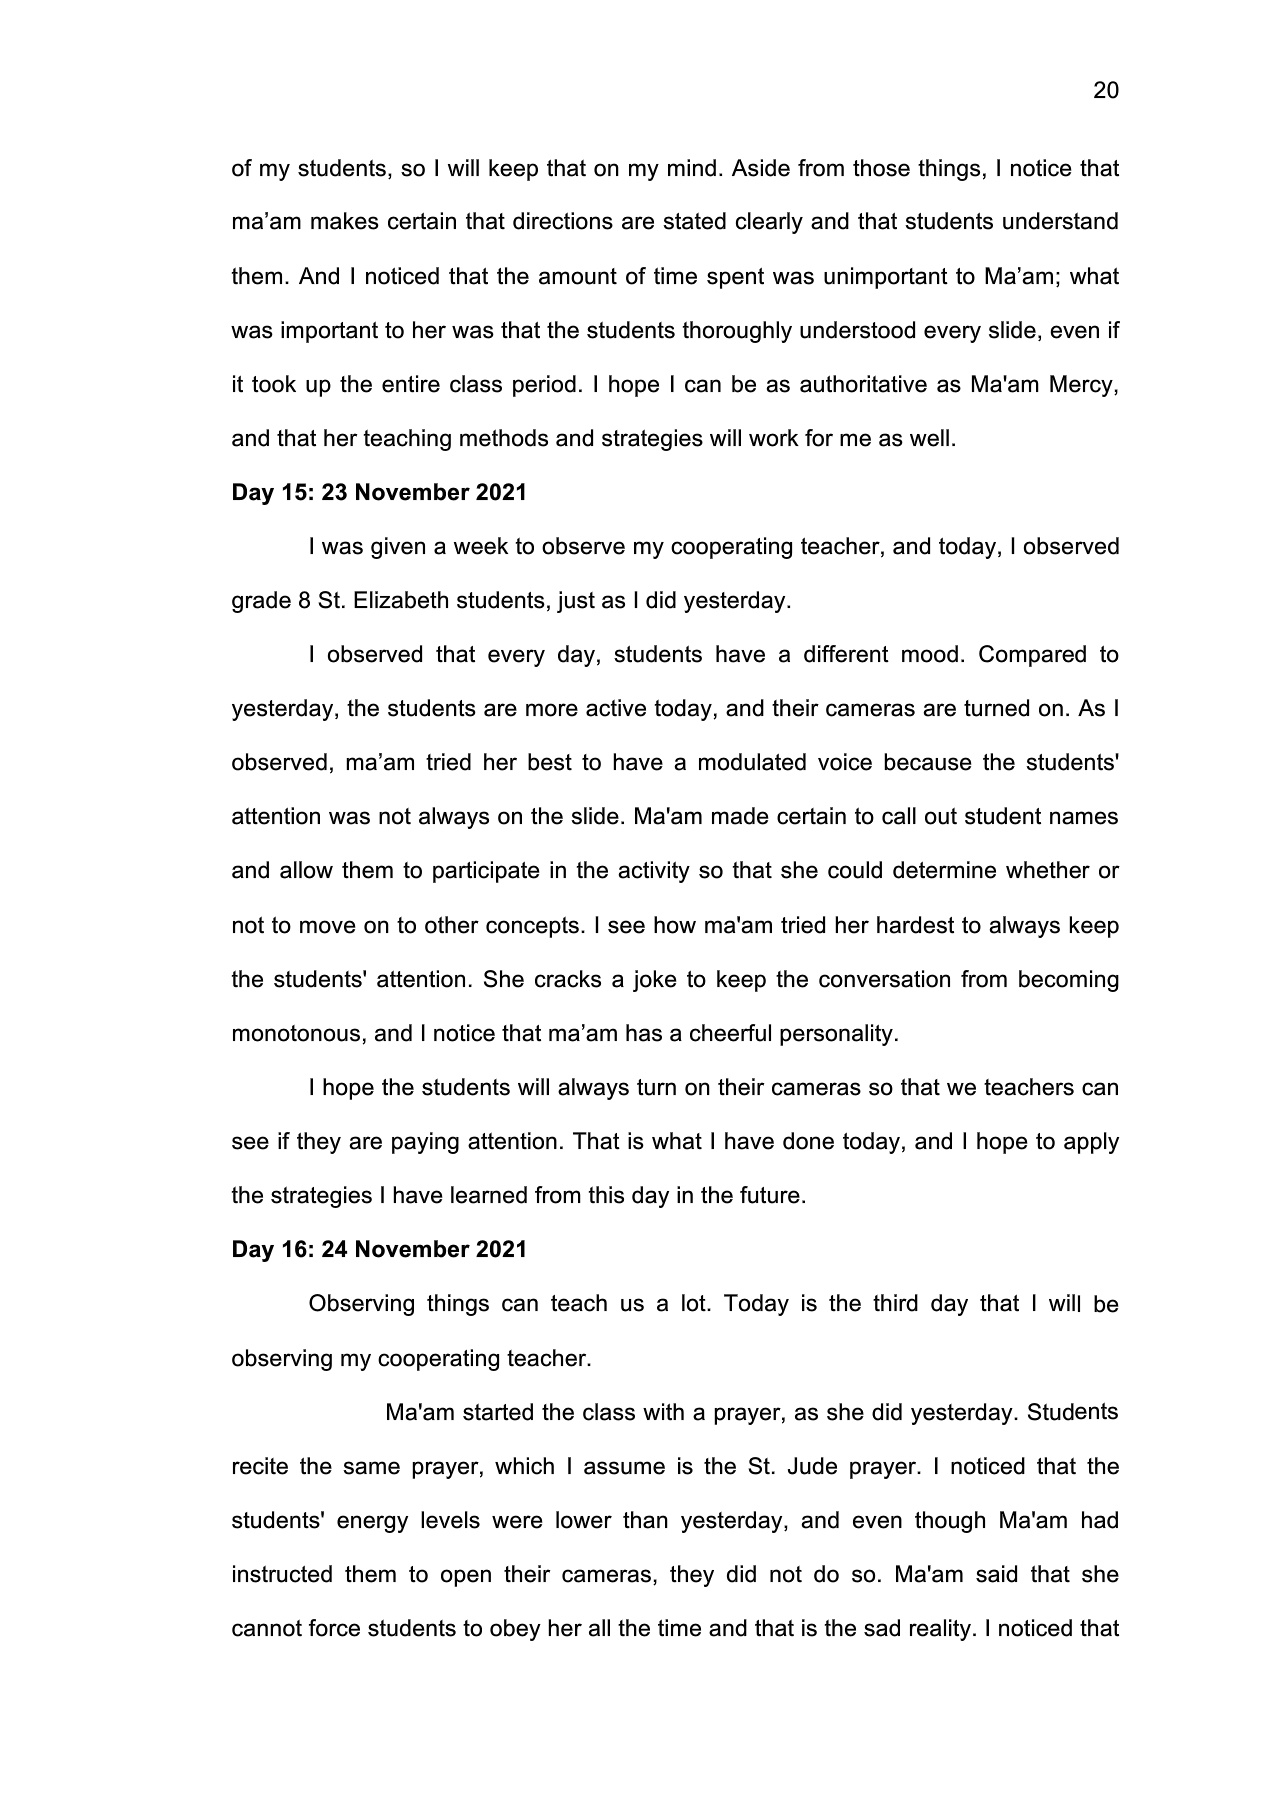 20
of my students, so I will keep that on my mind. Aside from those things, I notice that
ma’am makes certain that directions are stated clearly and that students understand
them. And I noticed that the amount of time spent was unimportant to Ma’am; what
was important to her was that the students thoroughly understood every slide, even if
it took up the entire class period. I hope I can be as authoritative as Ma'am Mercy,
and that her teaching methods and strategies will work for me as well.
Day 15: 23 November 2021
I was given a week to observe my cooperating teacher, and today, I observed
grade 8 St. Elizabeth students, just as I did yesterday.
I observed that every day, students have a different mood. Compared to
yesterday, the students are more active today, and their cameras are turned on. As I
observed, ma’am tried her best to have a modulated voice because the students'
attention was not always on the slide. Ma'am made certain to call out student names
and allow them to participate in the activity so that she could determine whether or
not to move on to other concepts. I see how ma'am tried her hardest to always keep
the students' attention. She cracks a joke to keep the conversation from becoming
monotonous, and I notice that ma’am has a cheerful personality.
I hope the students will always turn on their cameras so that we teachers can
see if they are paying attention. That is what I have done today, and I hope to apply
the strategies I have learned from this day in the future.
Day 16: 24 November 2021
Observing things can teach us a lot. Today is the third day that I will be
observing my cooperating teacher.
Ma'am started the class with a prayer, as she did yesterday. Students
recite the same prayer, which I assume is the St. Jude prayer. I noticed that the
students' energy levels were lower than yesterday, and even though Ma'am had
instructed them to open their cameras, they did not do so. Ma'am said that she
cannot force students to obey her all the time and that is the sad reality. I noticed that